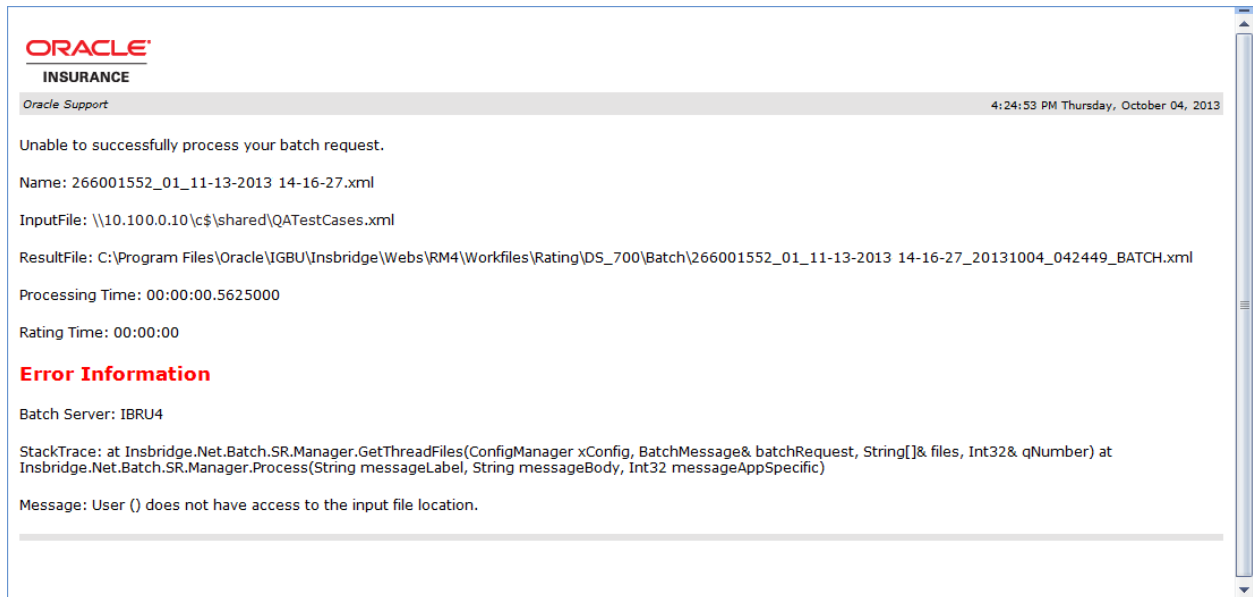 ORACLE
INSURANCE
Oracle Support 4:24:53 PM Thursday, October 04, 2013
Unable to successfully process your batch request.
Name: 266001552_01_11-13-2013 14-16-27.xml
InputFile: \\10.100.0.10\c$\shared\QATestCases.xml
ResultFile: C:\Program Files\Oracle\IGBU\Insbridge\Webs\RM4\Workfiles\Rating\DS_700\Batch\266001552_01_11-13-2013 14-16-27_20131004_042449_BATCH.xml
Processing Time: 00:00:00.5625000
Rating Time: 00:00:00
Error Information
Batch Server: IBRU4
StackTrace: at Insbridge.Net.Batch.SR.Manager.GetThreadFiles(ConfigManager xConfig, BatchMessage& batchRequest, String[]& files, Int32& qNumber) at
Insbridge.Net.Batch.SR.Manager.Process(String messageLabel, String messageBody, Int32 messageAppSpecific)
Message: User () does not have access to the input file location.